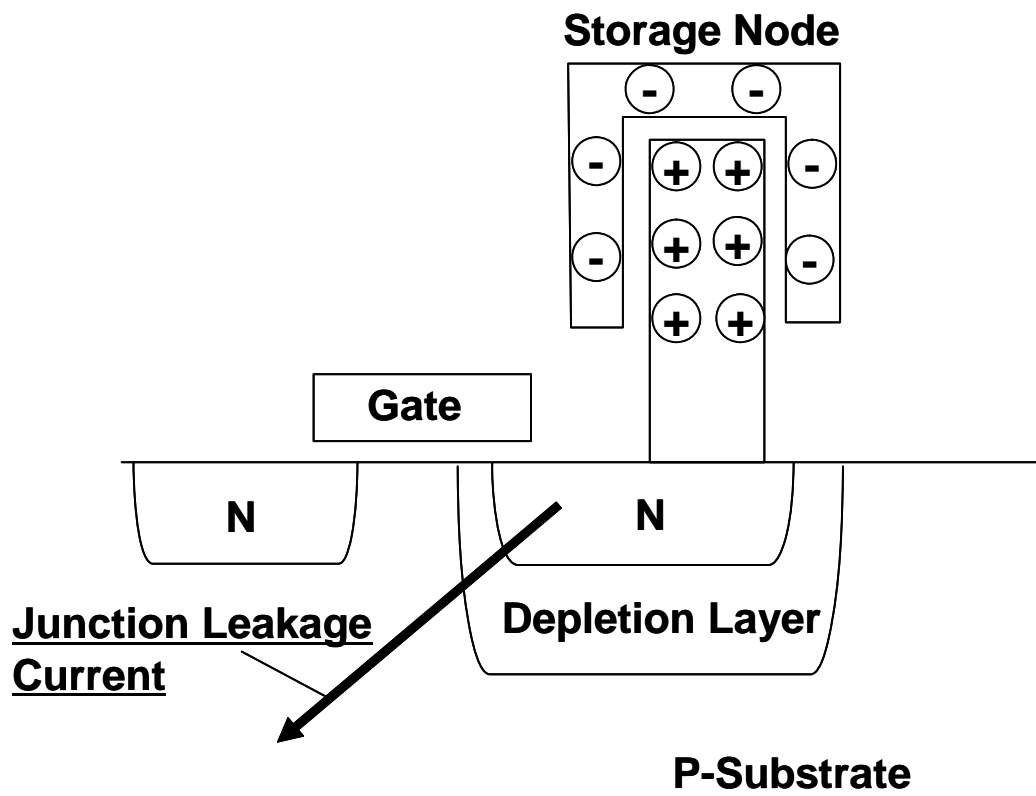 Storage Node
- -
- + + -
- + + -
+ +
Gate
N N
Junction Leakage
Current
Depletion Layer
P-Substrate